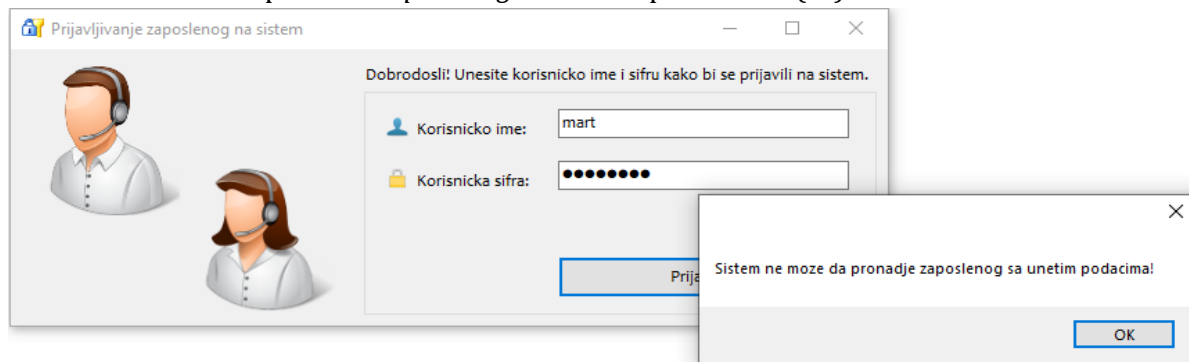 Prijavljivanje zaposlenog na sistem
Dobrodosli! Unesite korisnicko ime i sifru kako bi se prijavili na sistem.
Korisnicko ime: mart
Korisnicka sifra: ●●●●●●●●
Sistem ne moze da pronadje zaposlenog sa unetim podacima!
OK